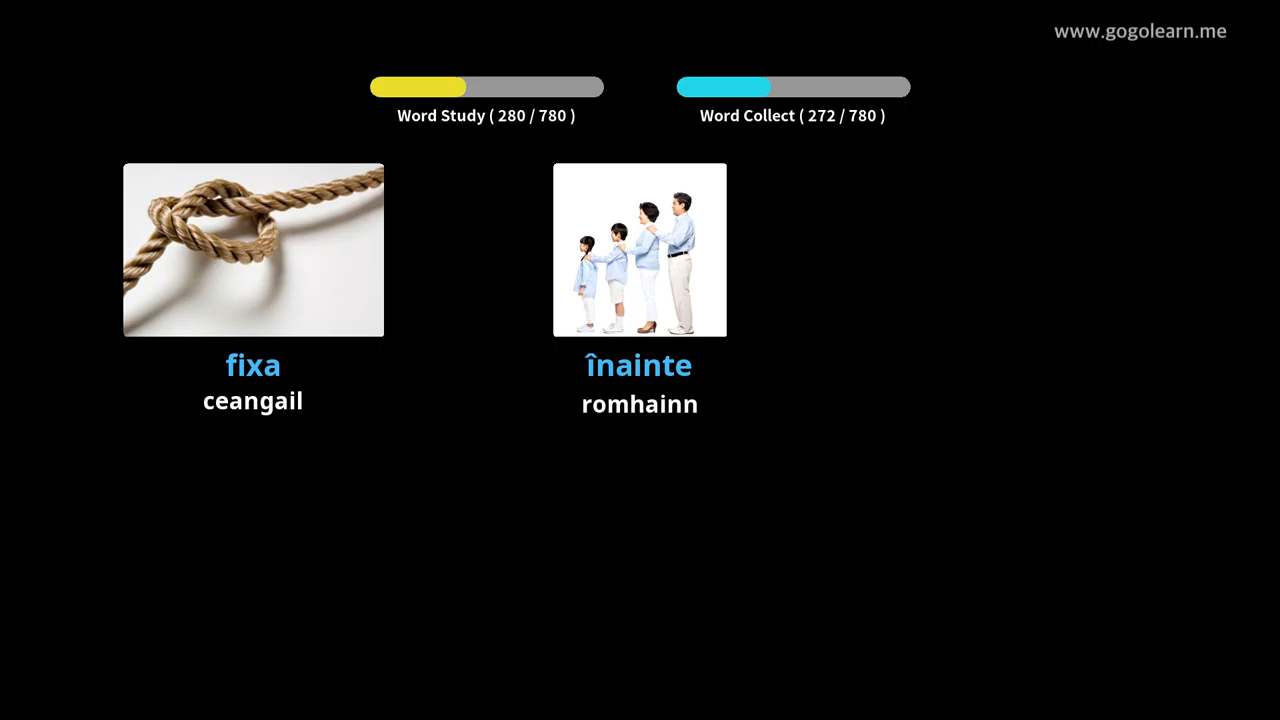 www.gogolearn.me
Word Study ( 280 / 780 )
Word Collect ( 272 / 780 )
fixa
ceangail
înainte
romhainn